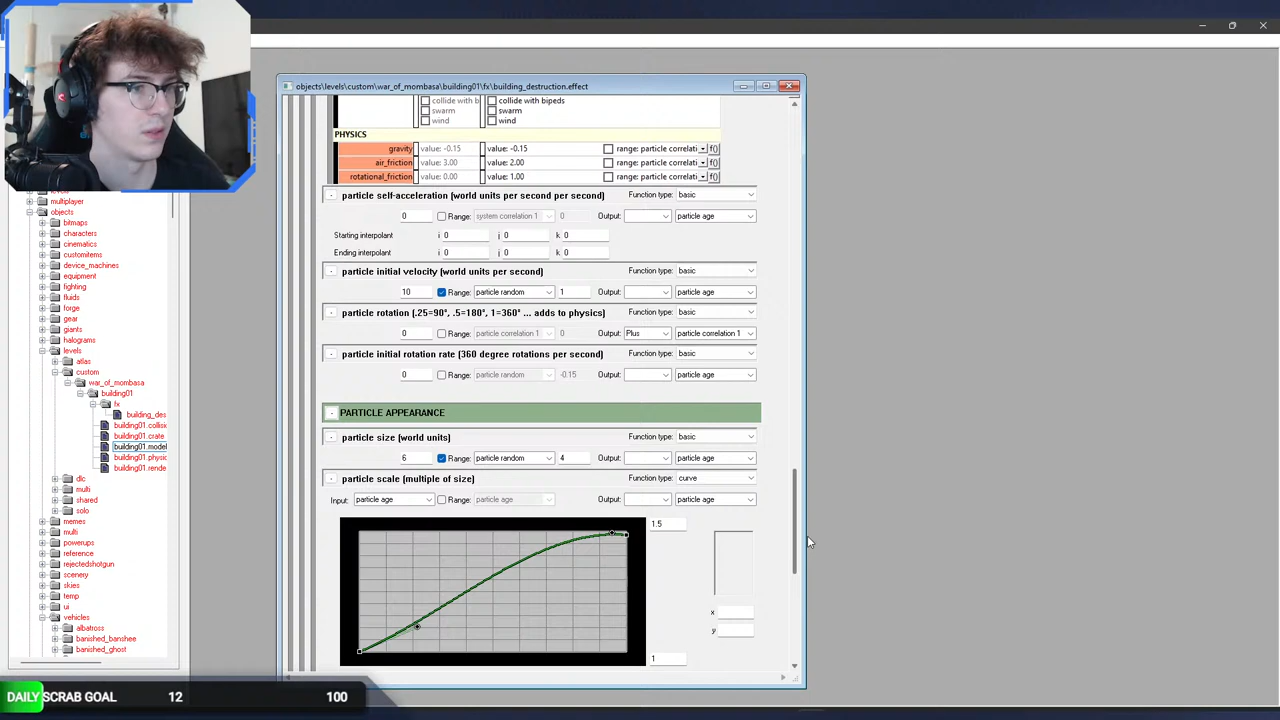 objects\levels\custom\war_of_mombasa\building01\fx\building_destruction.effect
collide with b collide with bipeds
swarm swarm
wind wind
PHYSICS
gravity value: -0.15 value: -0.15 range: particle correlati f()
air_friction value: 3.00 value: 2.00 range: particle correlati f()
rotational_friction value: 0.00 value: 1.00 range: particle correlati f()
- particle self-acceleration (world units per second per second) Function type: basic
0 Range: system correlation 1 0 Output: particle age
Starting interpolant i 0 j 0 k 0
Ending interpolant i 0 j 0 k 0
- particle initial velocity (world units per second) Function type: basic
10 Range: particle random 1 Output: particle age
- particle rotation (.25=90°, .5=180°, 1=360° ... adds to physics) Function type: basic
0 Range: particle correlation 1 0 Output: Plus particle correlation 1
- particle initial rotation rate (360 degree rotations per second) Function type: basic
0 Range: particle random -0.15 Output: particle age
- PARTICLE APPEARANCE
- particle size (world units) Function type: basic
6 Range: particle random 4 Output: particle age
- particle scale (multiple of size) Function type: curve
Input: particle age Range: particle age Output: particle age
1.5
x
y
1
levels
multiplayer
objects
bitmaps
characters
cinematics
customitems
device_machines
equipment
fighting
fluids
forge
gear
giants
halograms
levels
atlas
custom
war_of_mombasa
building01
fx
building_des
building01.collisio
building01.crate
building01.model
building01.physic
building01.rende
dlc
multi
shared
solo
memes
multi
powerups
reference
rejectedshotgun
scenery
skies
temp
ui
vehicles
albatross
banished_banshee
banished_ghost
DAILY SCRAB GOAL 12 100